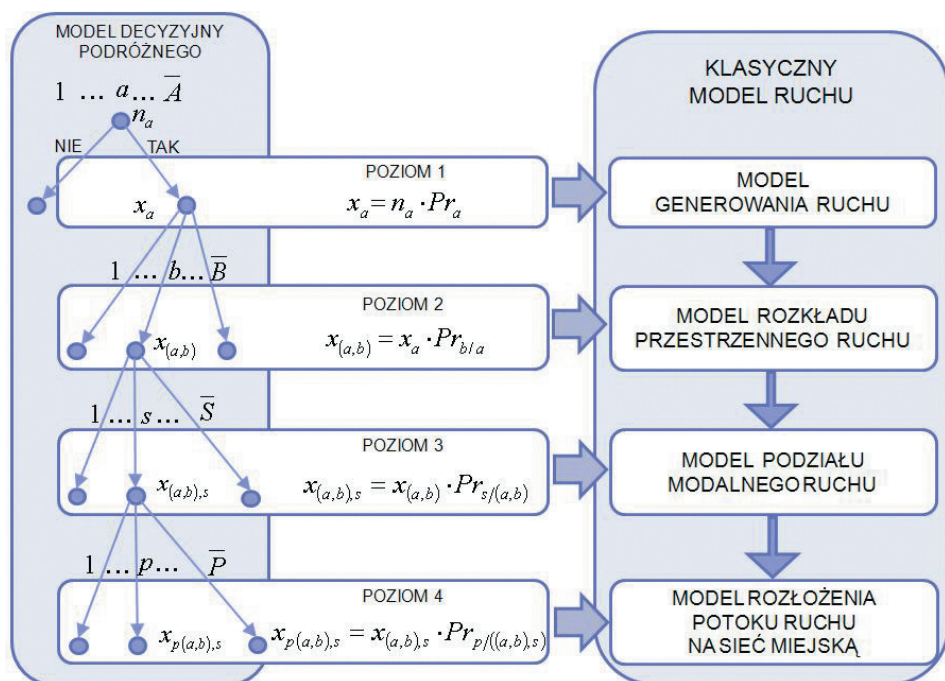 MODEL DECYZYJNY
PODRÓŻNEGO
1 ... a ... A̅
n_a
NIE
TAK
x_a
POZIOM 1
x_a = n_a · Pr_a
1 ... b ... B̅
x_(a,b)
POZIOM 2
x_(a,b) = x_a · Pr_b/a
1 ... s ... S̅
x_(a,b),s
POZIOM 3
x_(a,b),s = x_(a,b) · Pr_s/(a,b)
1 ... p ... P̅
x_p(a,b),s
POZIOM 4
x_p(a,b),s = x_(a,b),s · Pr_p/((a,b),s)
KLASYCZNY
MODEL RUCHU
MODEL
GENEROWANIA RUCHU
MODEL ROZKŁADU
PRZESTRZENNEGO RUCHU
MODEL PODZIAŁU
MODALNEGO RUCHU
MODEL ROZŁOŻENIA
POTOKU RUCHU
NA SIEĆ MIEJSKĄ